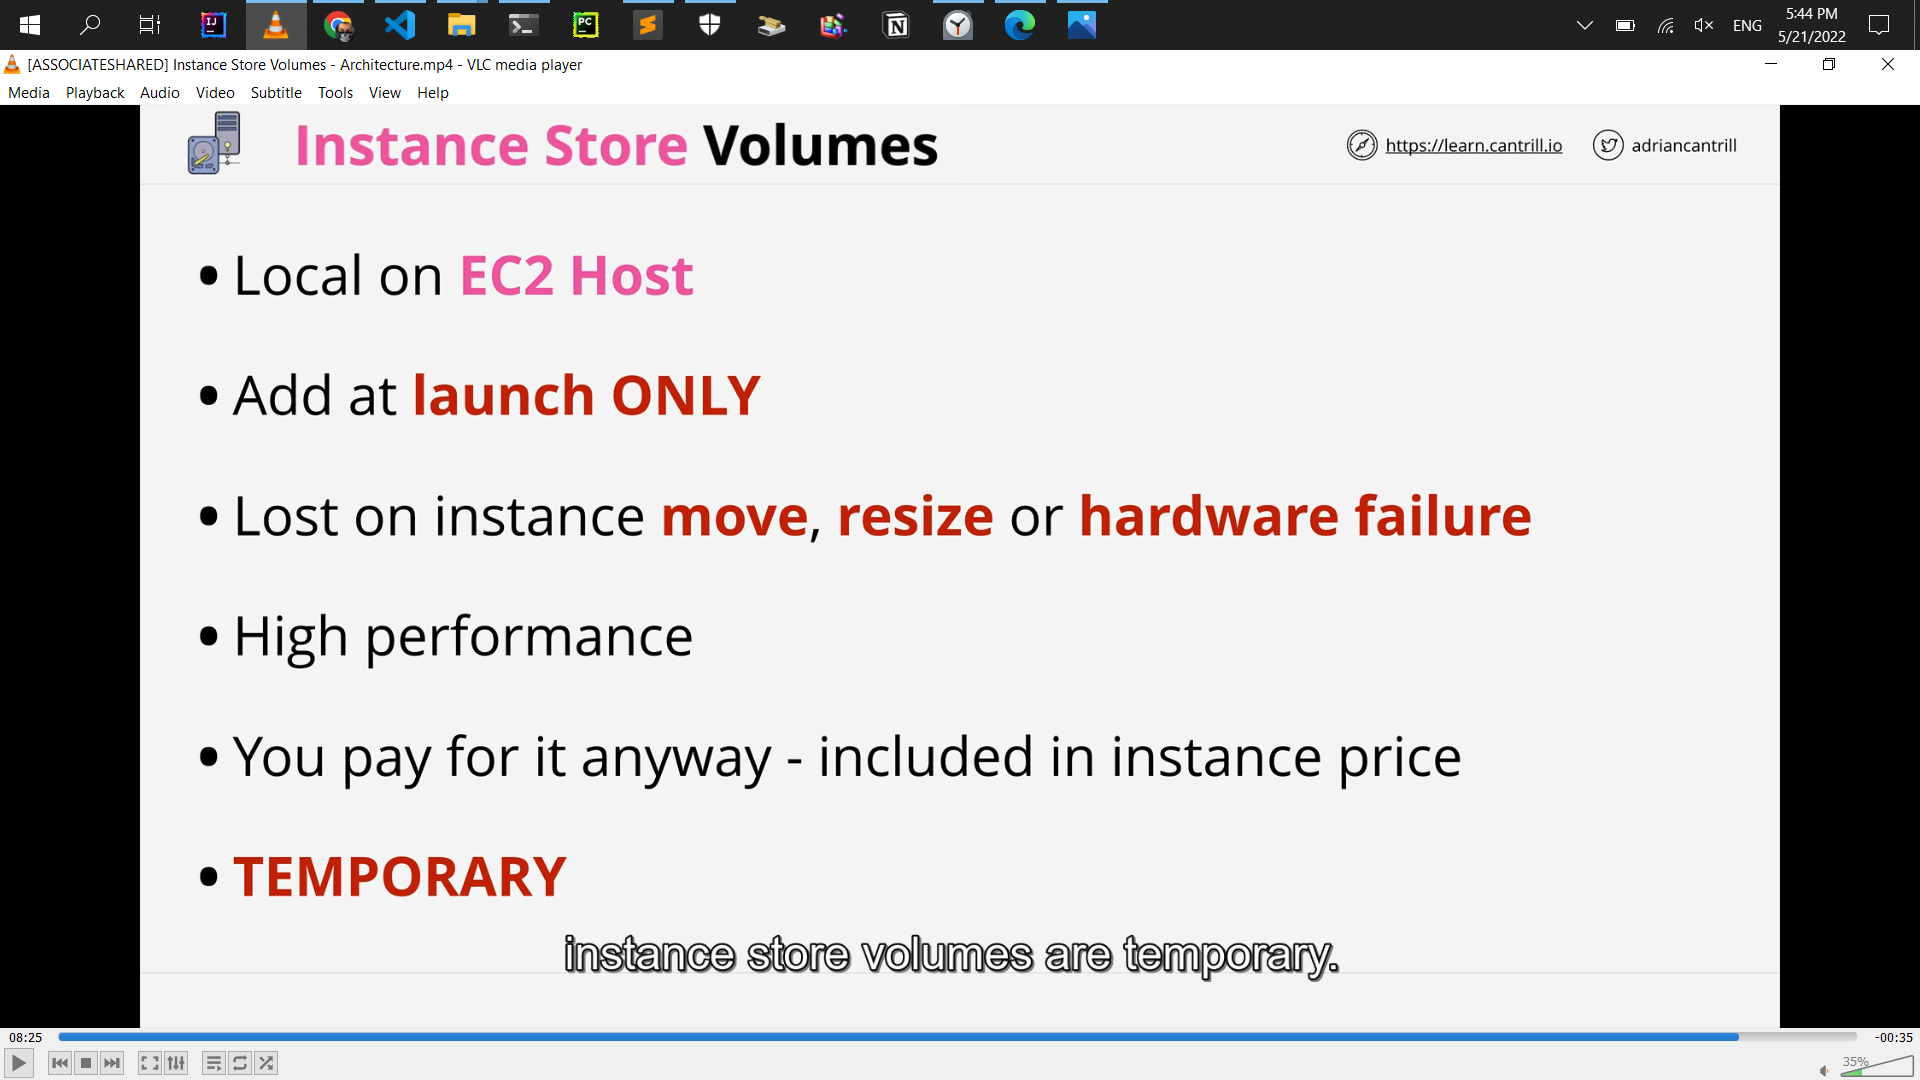 5:44 PM
ENG
5/21/2022
[ASSOCIATESHARED] Instance Store Volumes - Architecture.mp4 - VLC media player
Media Playback Audio Video Subtitle Tools View Help
Instance Store Volumes
https://learn.cantrill.io
adriancantrill
• Local on EC2 Host
• Add at launch ONLY
• Lost on instance move, resize or hardware failure
• High performance
• You pay for it anyway - included in instance price
• TEMPORARY
instance store volumes are temporary.
08:25
-00:35
35%